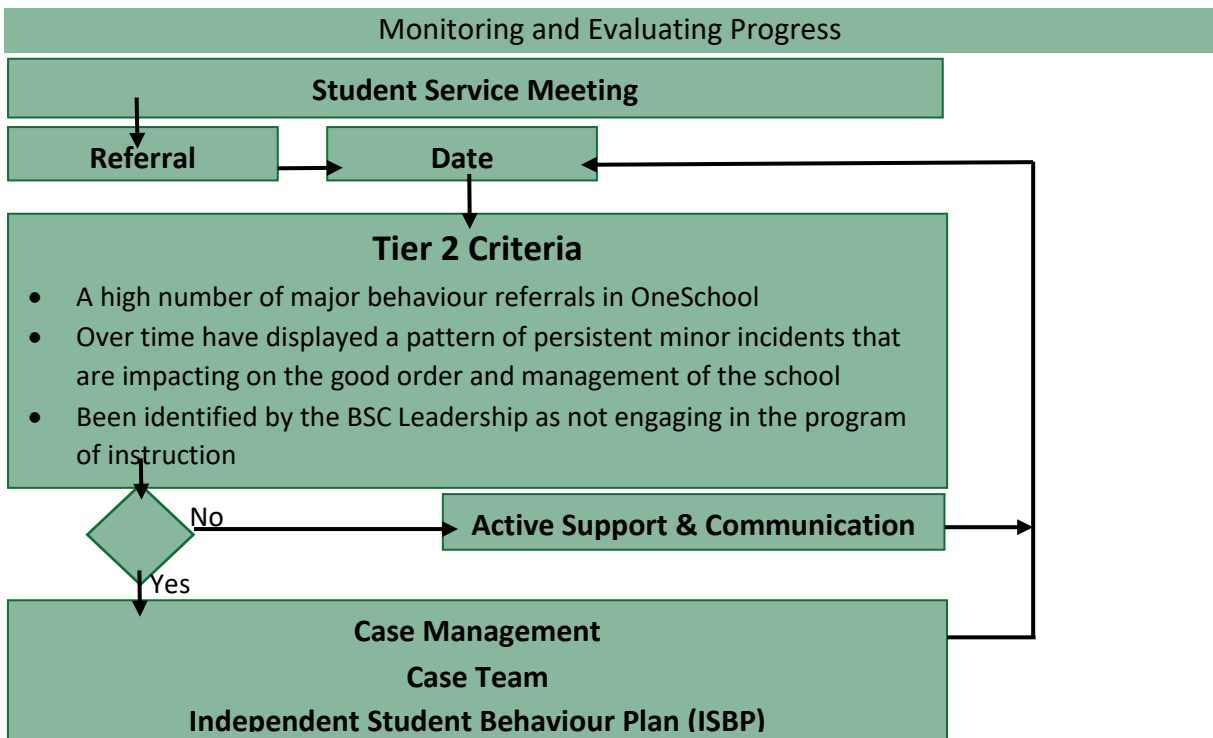 Monitoring and Evaluating Progress
Student Service Meeting
Referral
Date
Tier 2 Criteria
• A high number of major behaviour referrals in OneSchool
• Over time have displayed a pattern of persistent minor incidents that
are impacting on the good order and management of the school
• Been identified by the BSC Leadership as not engaging in the program
of instruction
No
Active Support & Communication
Yes
Case Management
Case Team
Independent Student Behaviour Plan (ISBP)